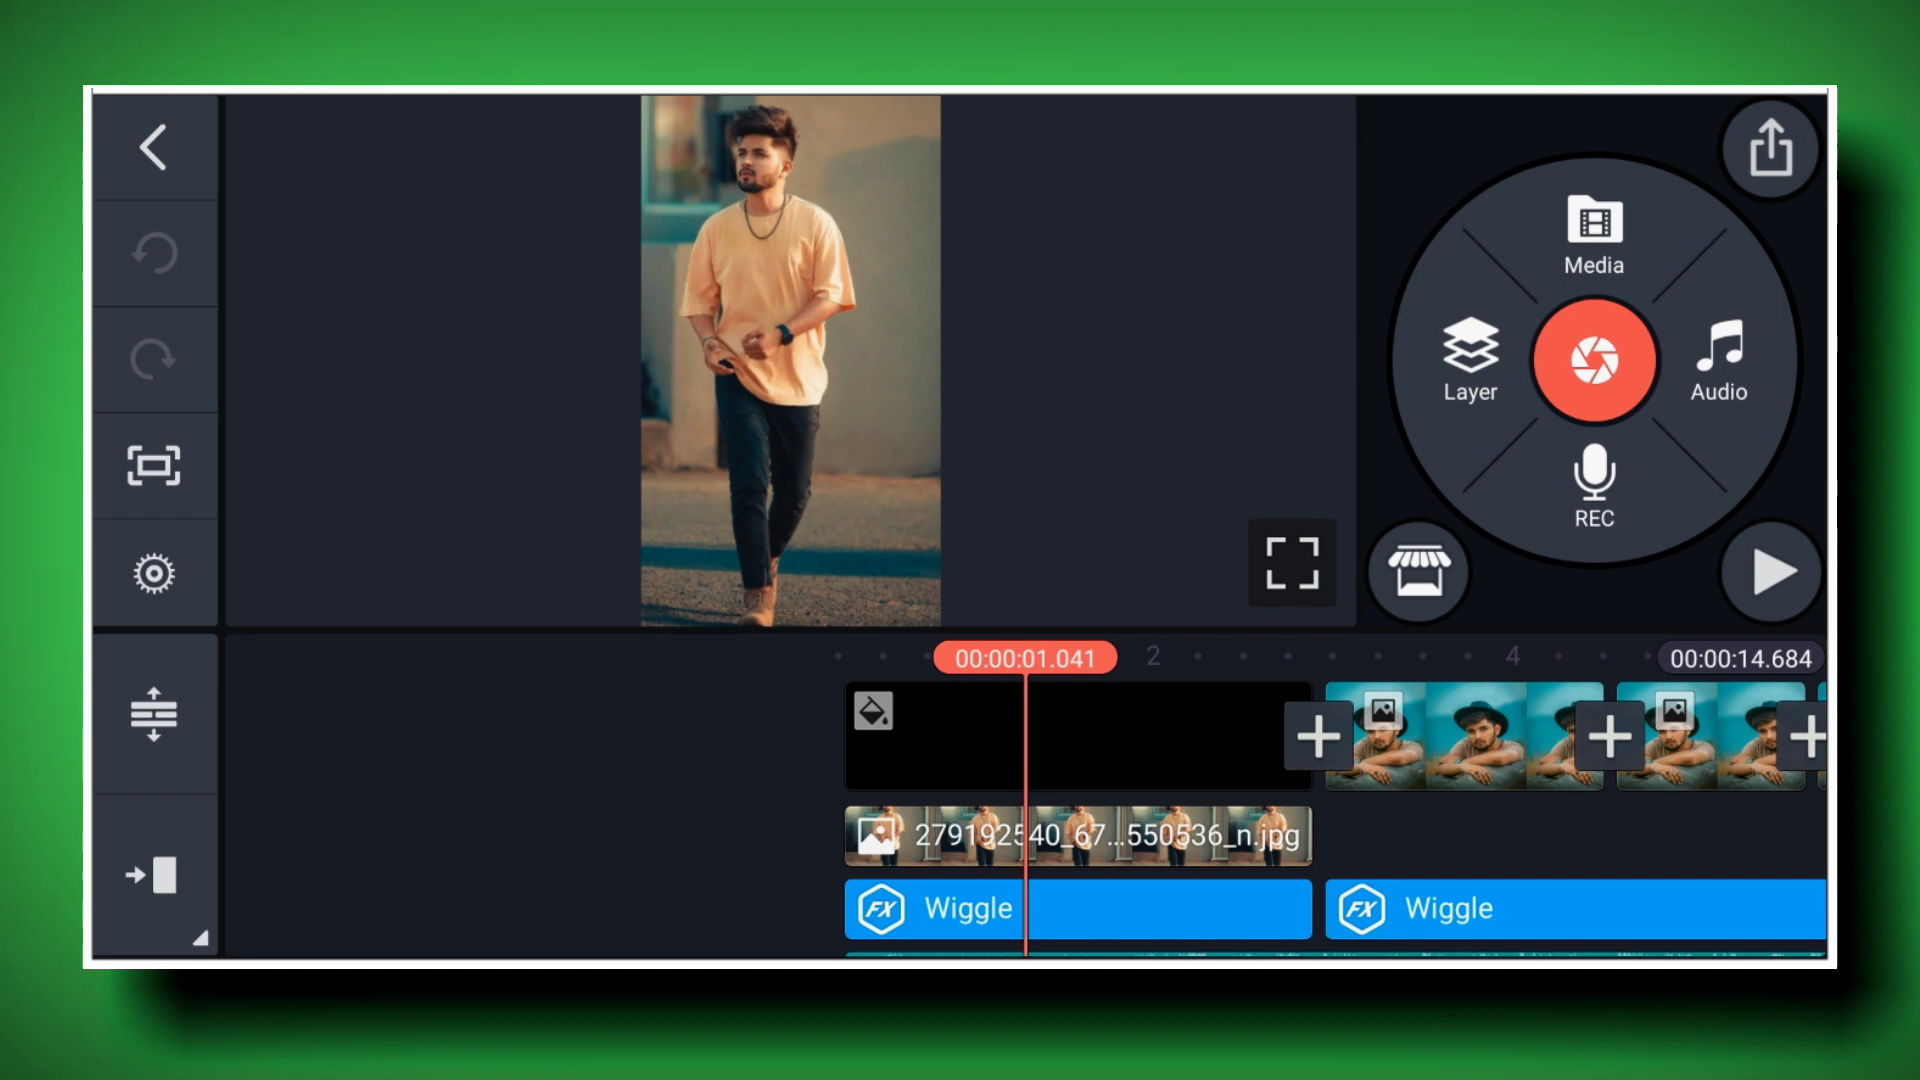 Media
Layer
Audio
REC
00:00:01.041
2
4
00:00:14.684
279192540_67...550536_n.jpg
FX Wiggle
FX Wiggle